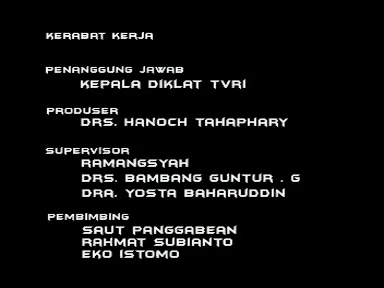 KERABAT KERJA
PENANGGUNG JAWAB
KEPALA DIKLAT TVRI
PRODUSER
DRS. HANOCH TAHAPHARY
SUPERVISOR
RAMANGSYAH
DRS. BAMBANG GUNTUR . G
DRA. YOSTA BAHARUDDIN
PEMBIMBING
SAUT PANGGABEAN
RAHMAT SUBIANTO
EKO ISTOMO